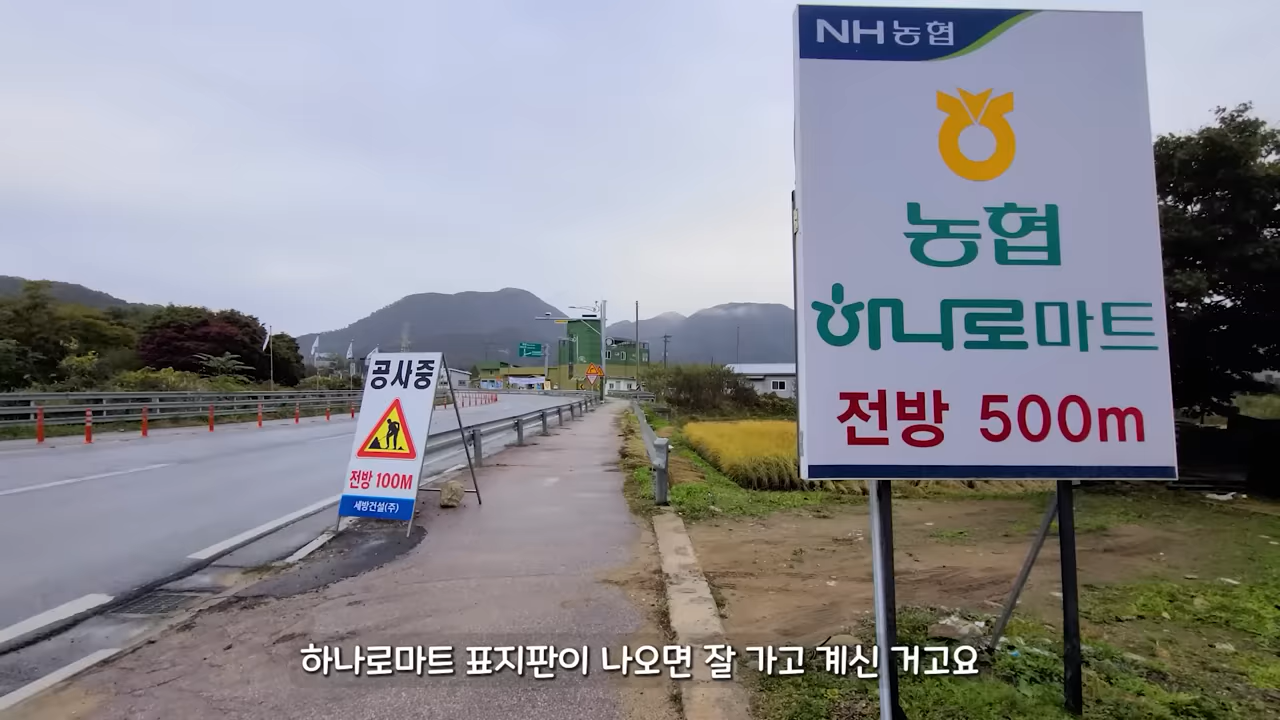 NH농협
농협
하나로마트
전방 500m
공사중
전방 100M
세방건설(주)
하나로마트 표지판이 나오면 잘 가고 계신 거고요